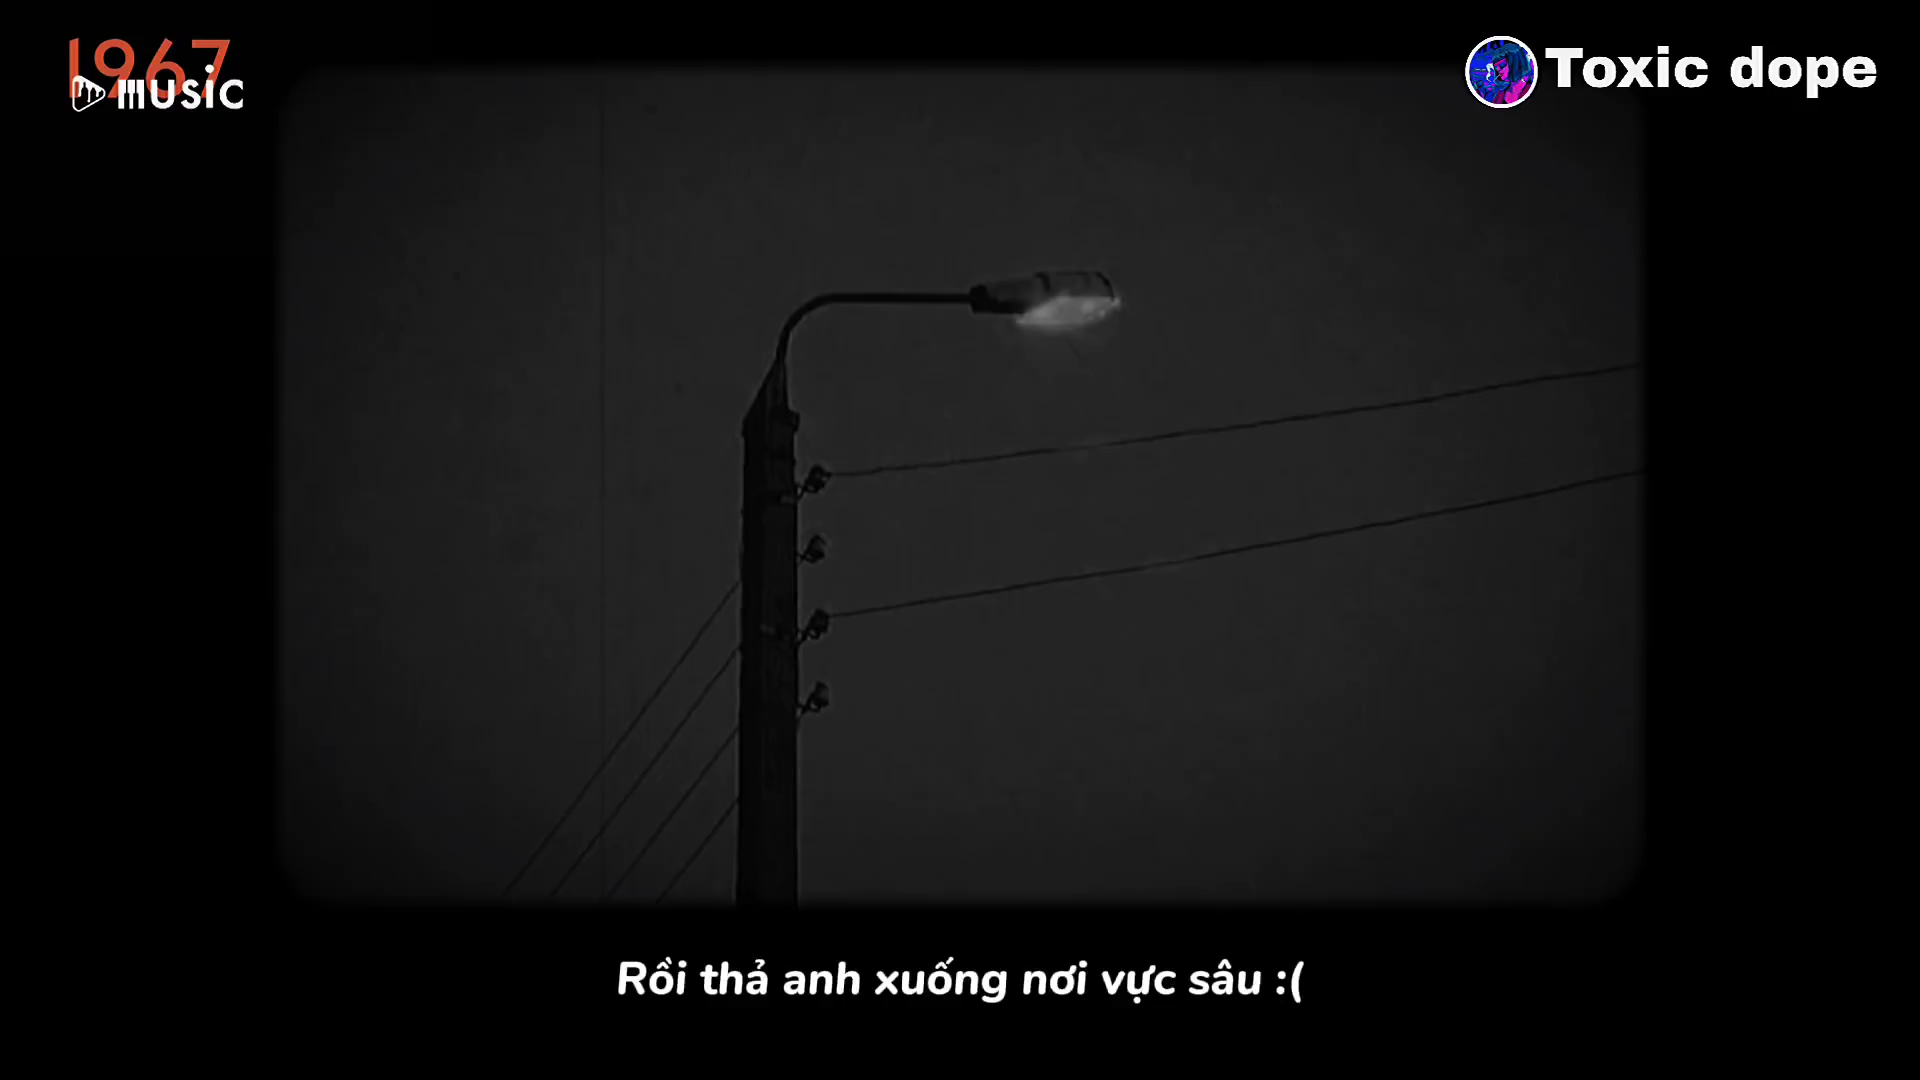 1967
music
Toxic dope
Rồi thả anh xuống nơi vực sâu :(